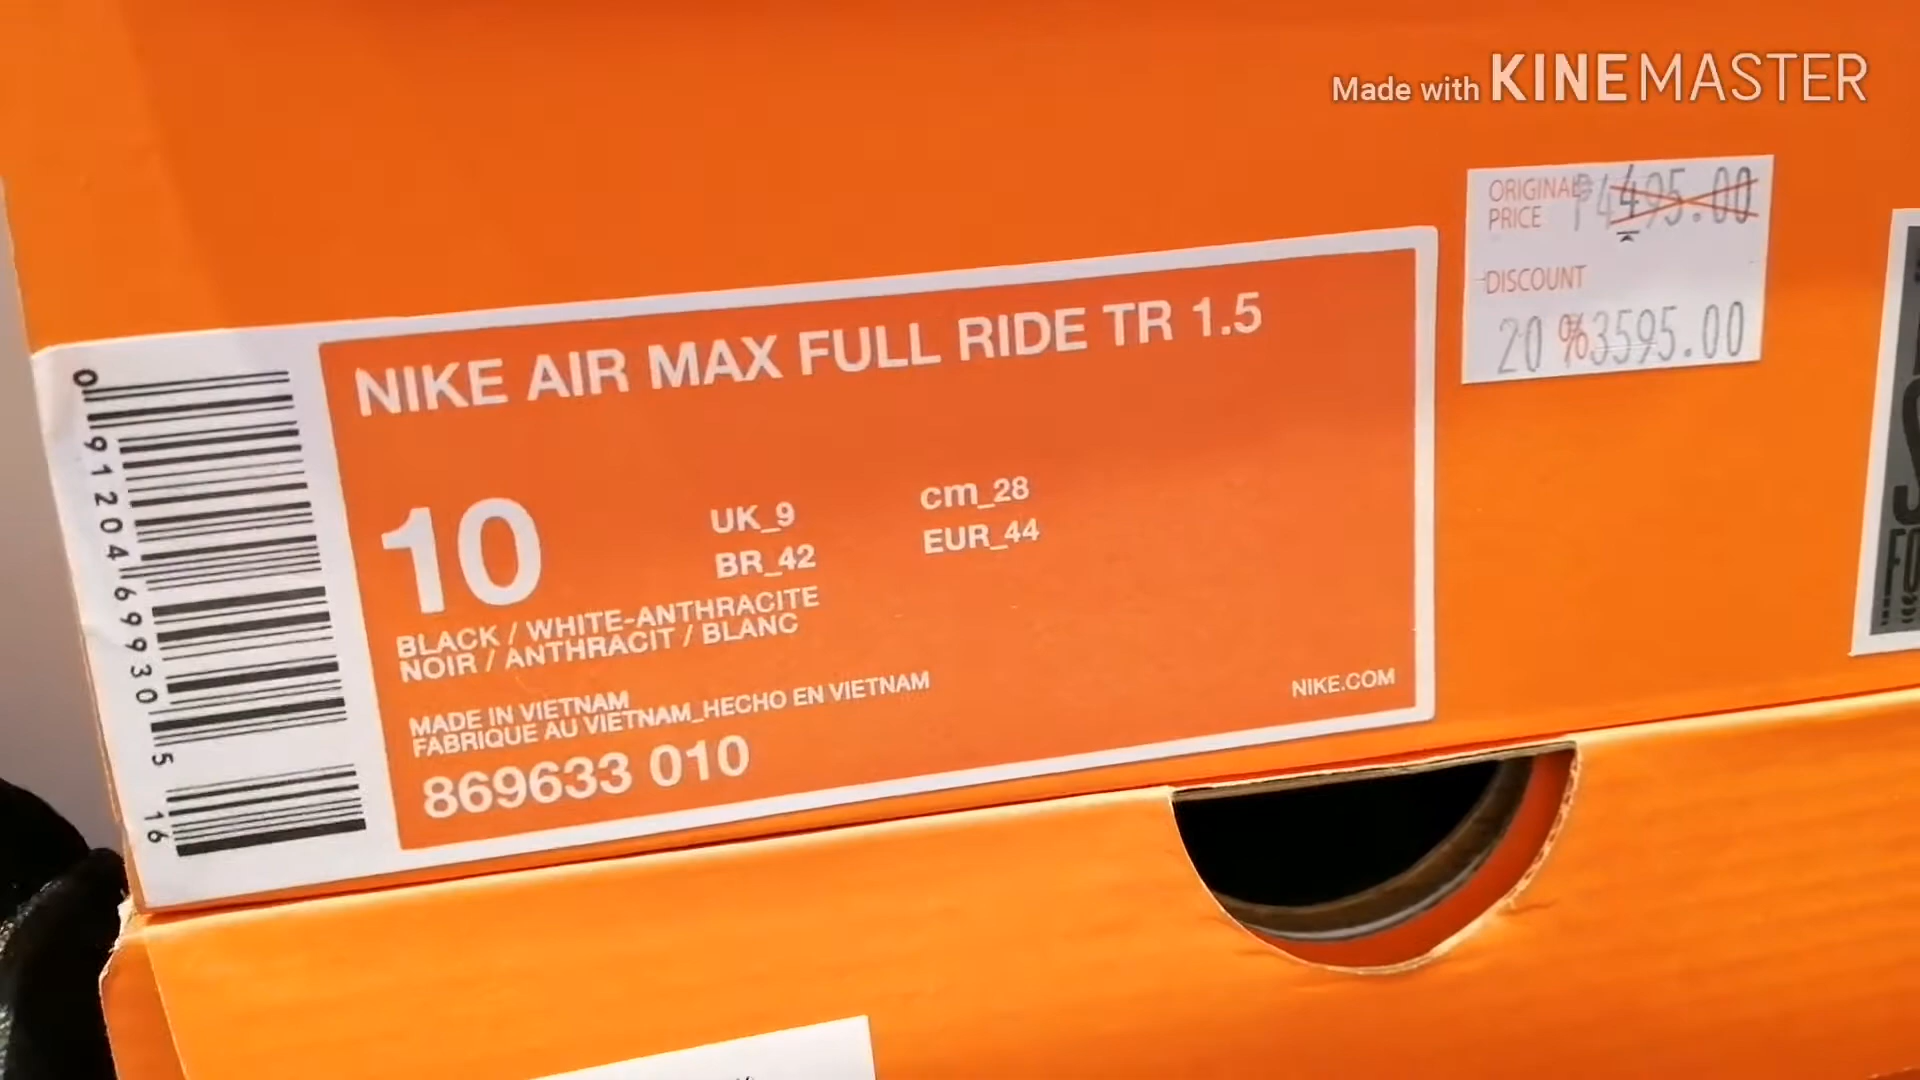 Made with KINEMASTER
ORIGINAL PRICE ₱4495.00
DISCOUNT
20 % 3595.00
NIKE AIR MAX FULL RIDE TR 1.5
10
UK_9
cm_28
BR_42
EUR_44
BLACK / WHITE-ANTHRACITE
NOIR / ANTHRACIT / BLANC
MADE IN VIETNAM
FABRIQUE AU VIETNAM_HECHO EN VIETNAM
NIKE.COM
869633 010
0 91204 69930 5 16